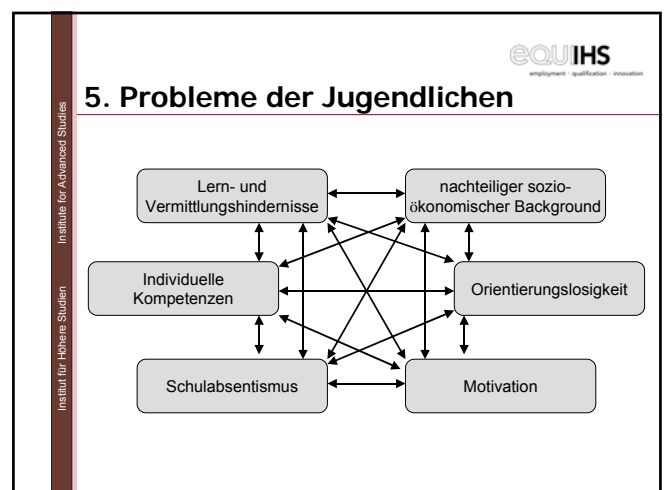 equIHS
employment · qualification · innovation
5. Probleme der Jugendlichen
Institute for Advanced Studies
Institut für Höhere Studien
Lern- und
Vermittlungshindernisse
nachteiliger sozio-
ökonomischer Background
Individuelle
Kompetenzen
Orientierungslosigkeit
Schulabsentismus
Motivation